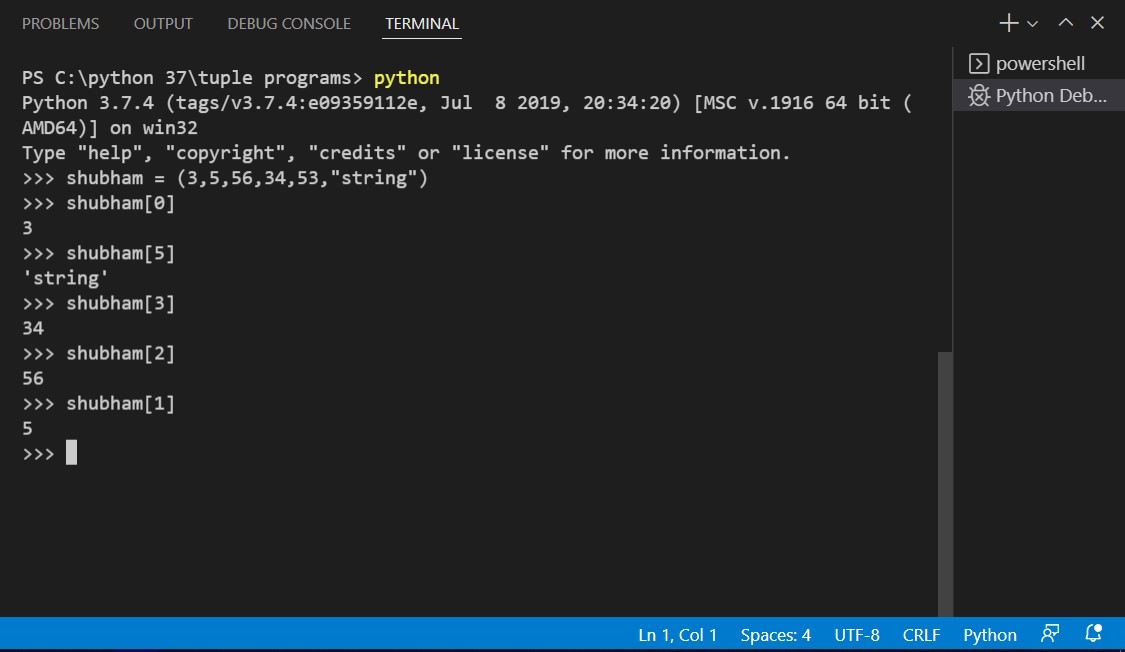 PROBLEMS OUTPUT DEBUG CONSOLE TERMINAL
powershell
Python Deb...
PS C:\python 37\tuple programs> python
Python 3.7.4 (tags/v3.7.4:e09359112e, Jul  8 2019, 20:34:20) [MSC v.1916 64 bit (
AMD64)] on win32
Type "help", "copyright", "credits" or "license" for more information.
>>> shubham = (3,5,56,34,53,"string")
>>> shubham[0]
3
>>> shubham[5]
'string'
>>> shubham[3]
34
>>> shubham[2]
56
>>> shubham[1]
5
>>>
Ln 1, Col 1 Spaces: 4 UTF-8 CRLF Python